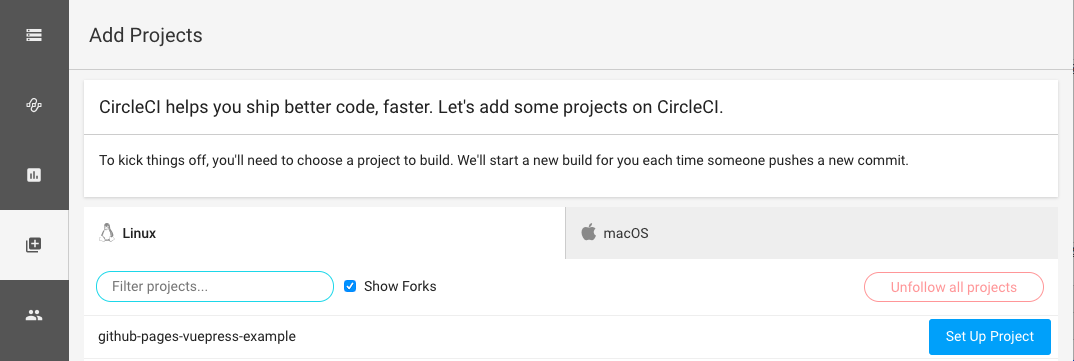 Add Projects
CircleCI helps you ship better code, faster. Let's add some projects on CircleCI.
To kick things off, you'll need to choose a project to build. We'll start a new build for you each time someone pushes a new commit.
Linux
macOS
Filter projects...
Show Forks
Unfollow all projects
github-pages-vuepress-example
Set Up Project